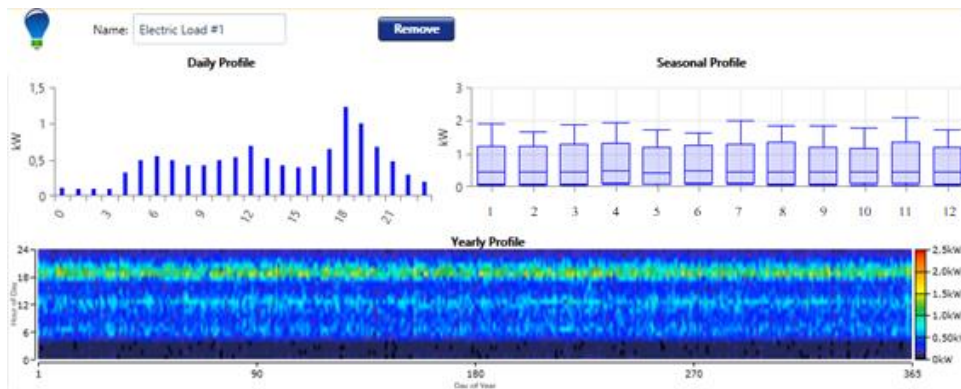 Name: Electric Load #1 Remove
Daily Profile
Seasonal Profile
1,5
1
0,5
0
kW
0 3 6 9 12 15 18 21
3
2
1
0
kW
1 2 3 4 5 6 7 8 9 10 11 12
Yearly Profile
24
18
12
6
0
Hour of Day
1 90 180 270 365
Day of Year
2.5kW
2.0kW
1.5kW
1.0kW
0.50kW
0kW